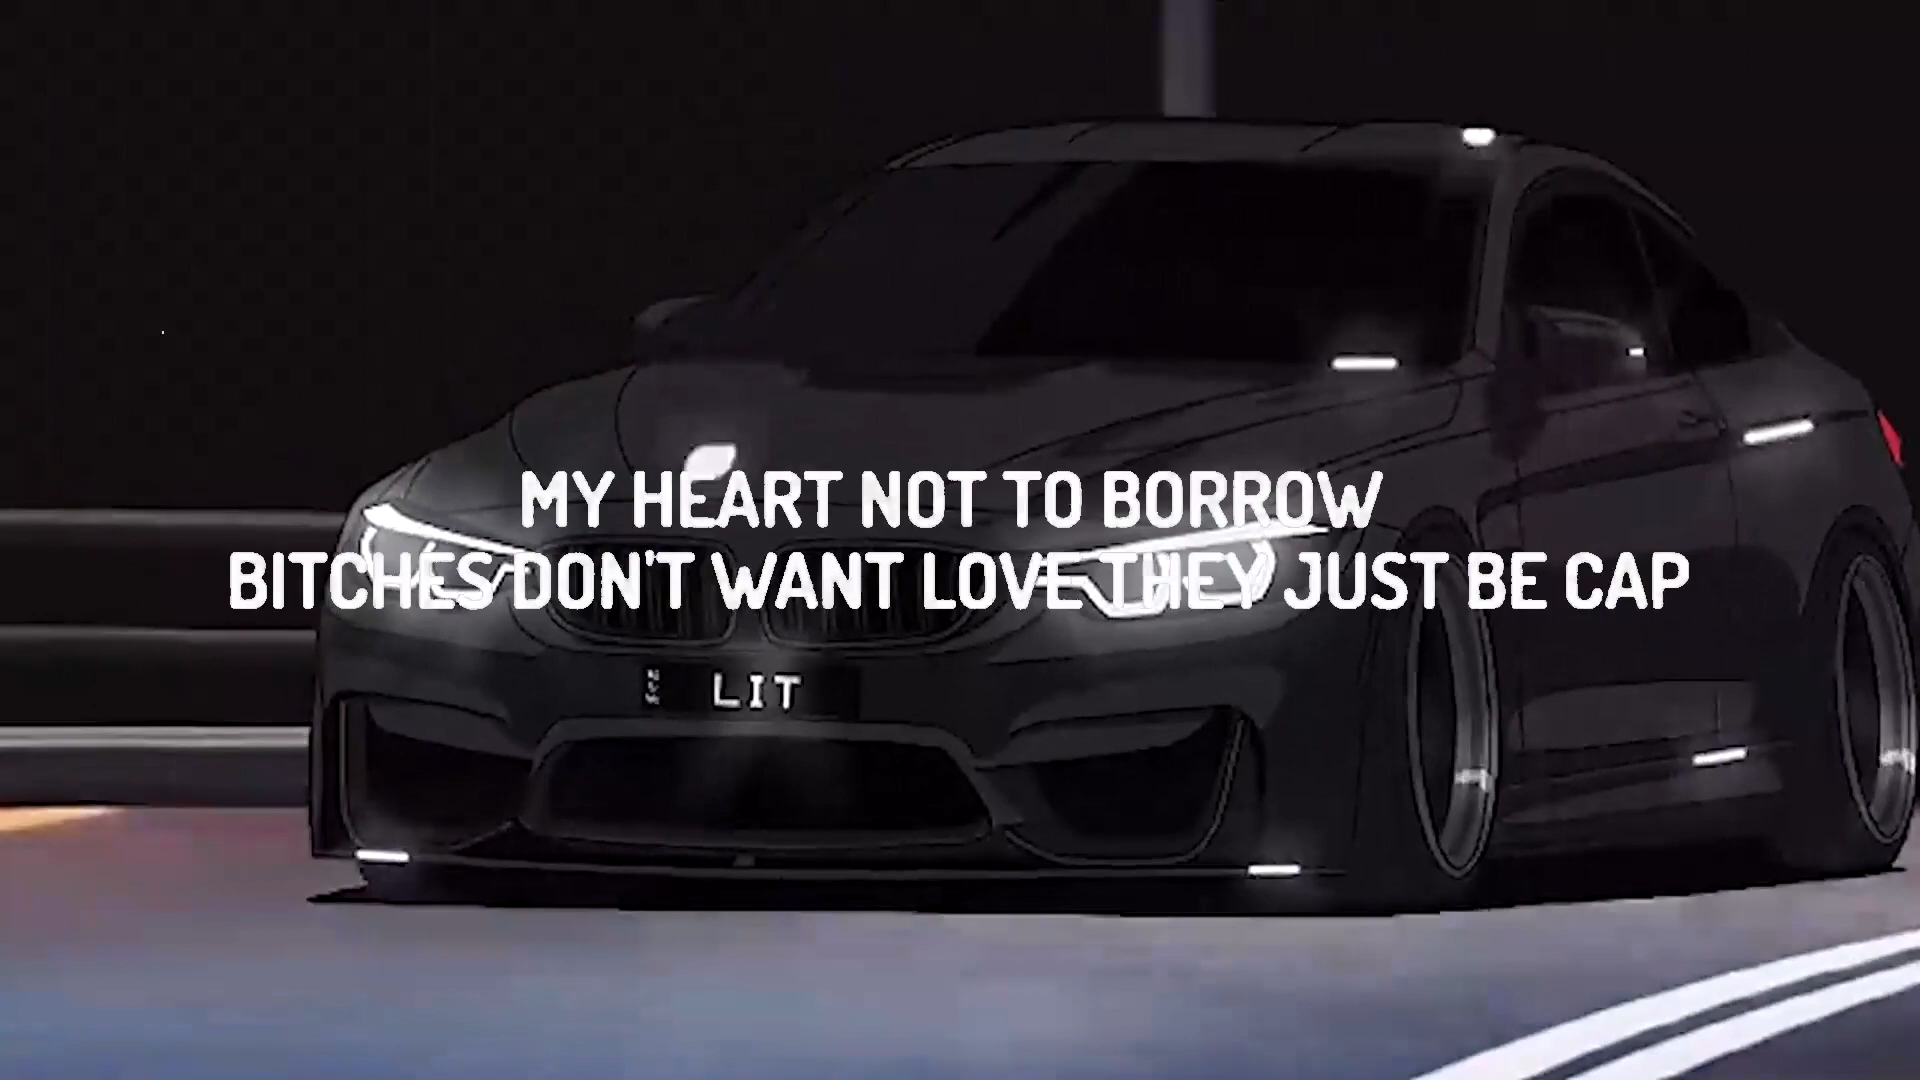 MY HEART NOT TO BORROW
BITCHES DON'T WANT LOVE THEY JUST BE CAP
LIT